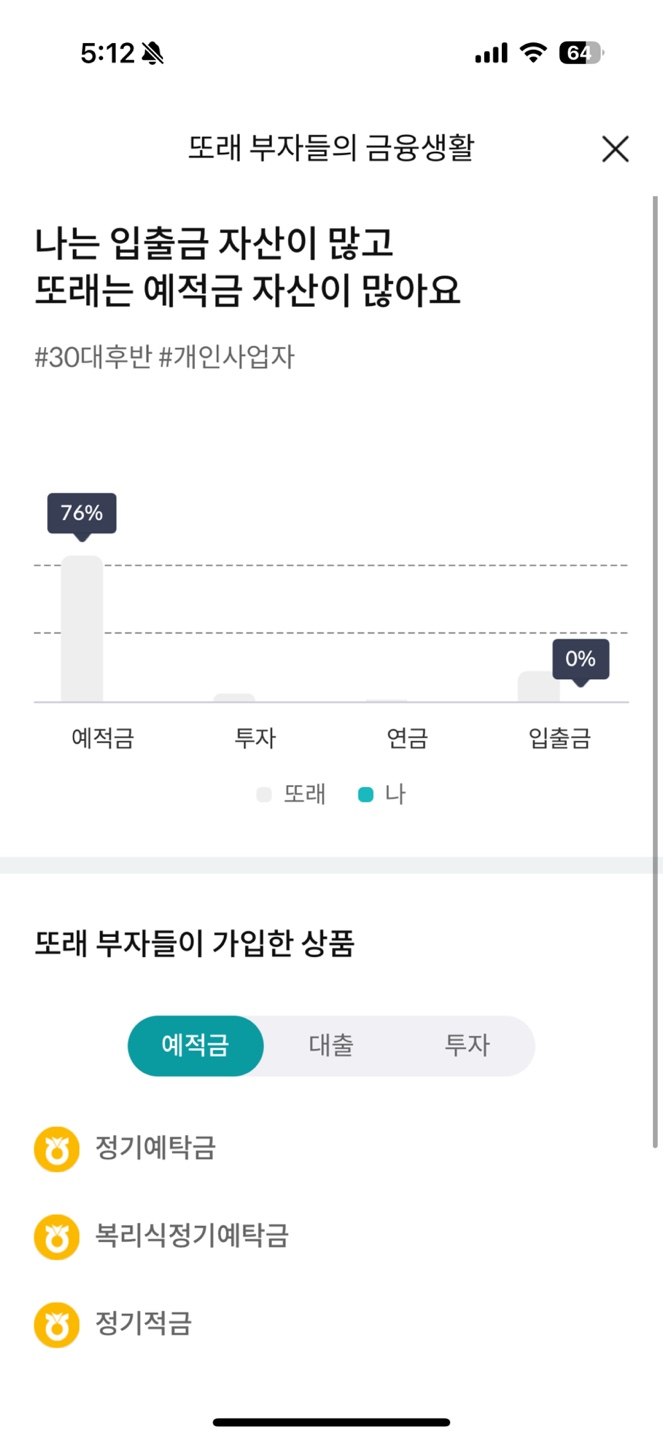 5:12
64
또래 부자들의 금융생활
나는 입출금 자산이 많고
또래는 예적금 자산이 많아요
#30대후반 #개인사업자
76%
0%
예적금 투자 연금 입출금
또래 나
또래 부자들이 가입한 상품
예적금 대출 투자
정기예탁금
복리식정기예탁금
정기적금